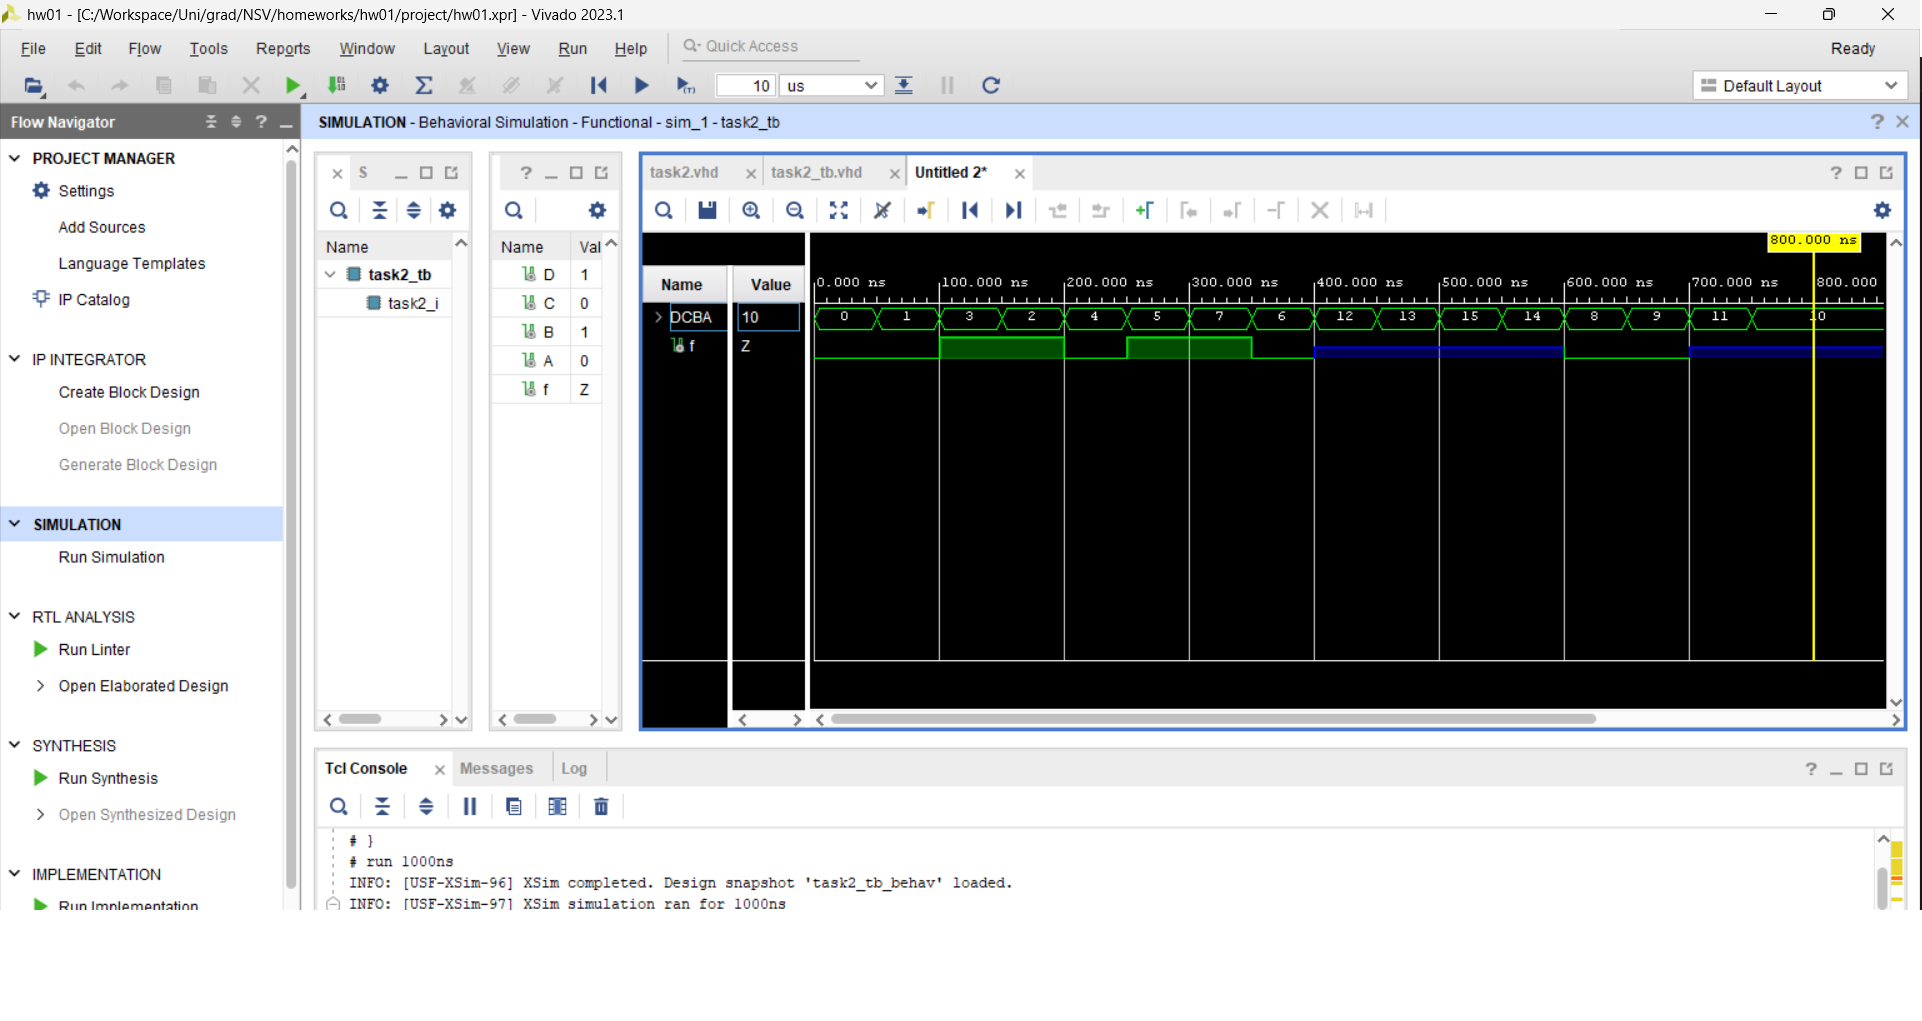 hw01 - [C:/Workspace/Uni/grad/NSV/homeworks/hw01/project/hw01.xpr] - Vivado 2023.1
File Edit Flow Tools Reports Window Layout View Run Help Quick Access Ready
10 us Default Layout
Flow Navigator
SIMULATION - Behavioral Simulation - Functional - sim_1 - task2_tb
PROJECT MANAGER
Settings
Add Sources
Language Templates
IP Catalog
IP INTEGRATOR
Create Block Design
Open Block Design
Generate Block Design
SIMULATION
Run Simulation
RTL ANALYSIS
Run Linter
Open Elaborated Design
SYNTHESIS
Run Synthesis
Open Synthesized Design
IMPLEMENTATION
Run Implementation
S
Name
task2_tb
task2_i
Name Val
D 1
C 0
B 1
A 0
f Z
task2.vhd task2_tb.vhd Untitled 2*
800.000 ns
Name Value
0.000 ns 100.000 ns 200.000 ns 300.000 ns 400.000 ns 500.000 ns 600.000 ns 700.000 ns 800.000
DCBA 10 0 1 3 2 4 5 7 6 12 13 15 14 8 9 11 10
f Z
Tcl Console Messages Log
# }
# run 1000ns
INFO: [USF-XSim-96] XSim completed. Design snapshot 'task2_tb_behav' loaded.
INFO: [USF-XSim-97] XSim simulation ran for 1000ns